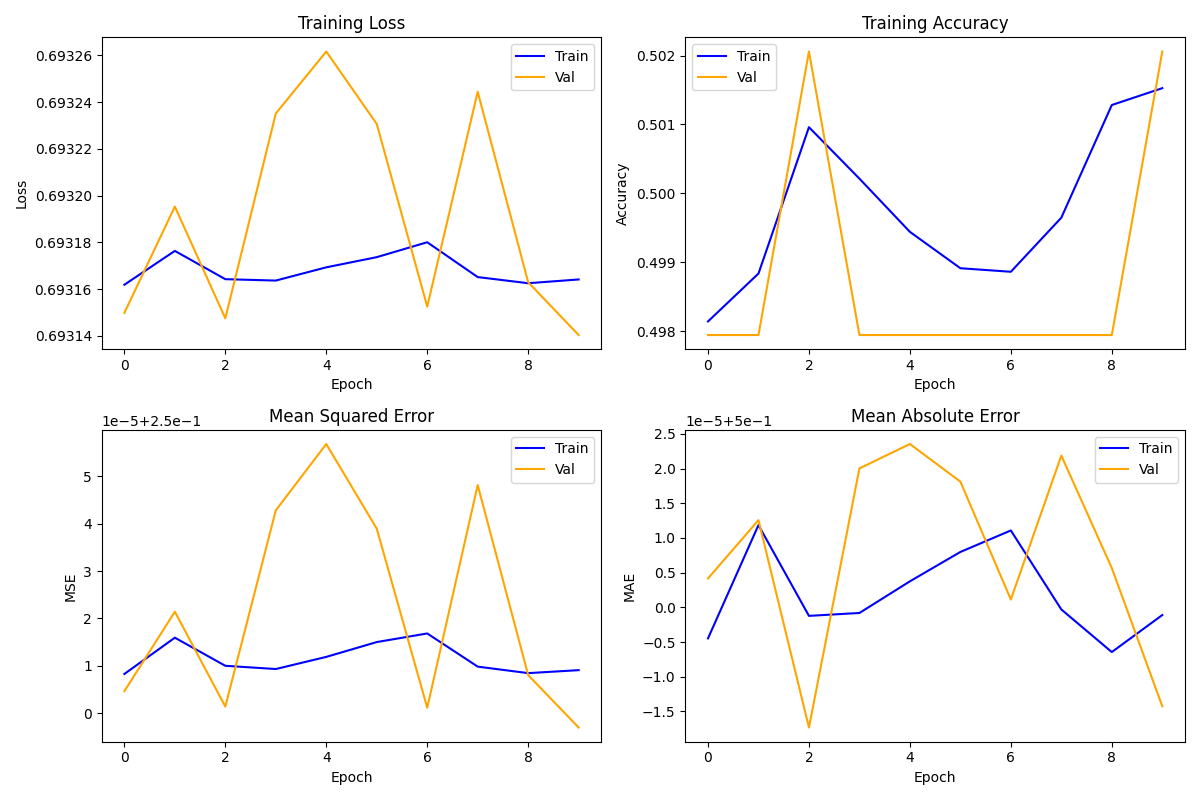 Training Loss
Loss
0.69326
0.69324
0.69322
0.69320
0.69318
0.69316
0.69314
Train
Val
0 2 4 6 8
Epoch
Training Accuracy
Accuracy
0.502
0.501
0.500
0.499
0.498
Train
Val
0 2 4 6 8
Epoch
Mean Squared Error
1e−5+2.5e−1
MSE
5
4
3
2
1
0
Train
Val
0 2 4 6 8
Epoch
Mean Absolute Error
1e−5+5e−1
MAE
2.5
2.0
1.5
1.0
0.5
0.0
−0.5
−1.0
−1.5
Train
Val
0 2 4 6 8
Epoch